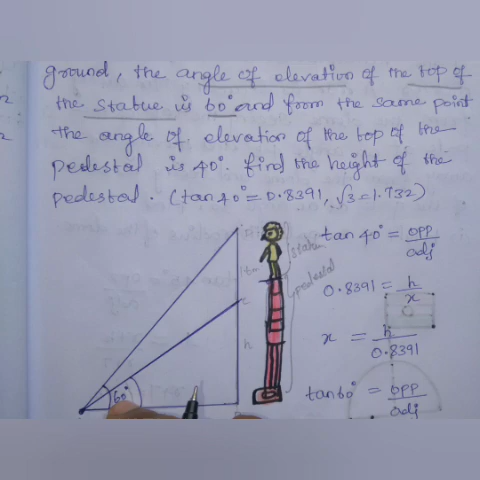 ground, the angle of elevation of the top of
the statue is 60° and from the same point
the angle of elevation of the top of the
pedestal is 40°. find the height of the
pedestal. (tan 40° = 0.8391, √3 = 1.732)
tan 40° = opp/adj
statue
pedestal
0.8391 = h/x
x = h/0.8391
h
60°
tan 60° = opp/adj